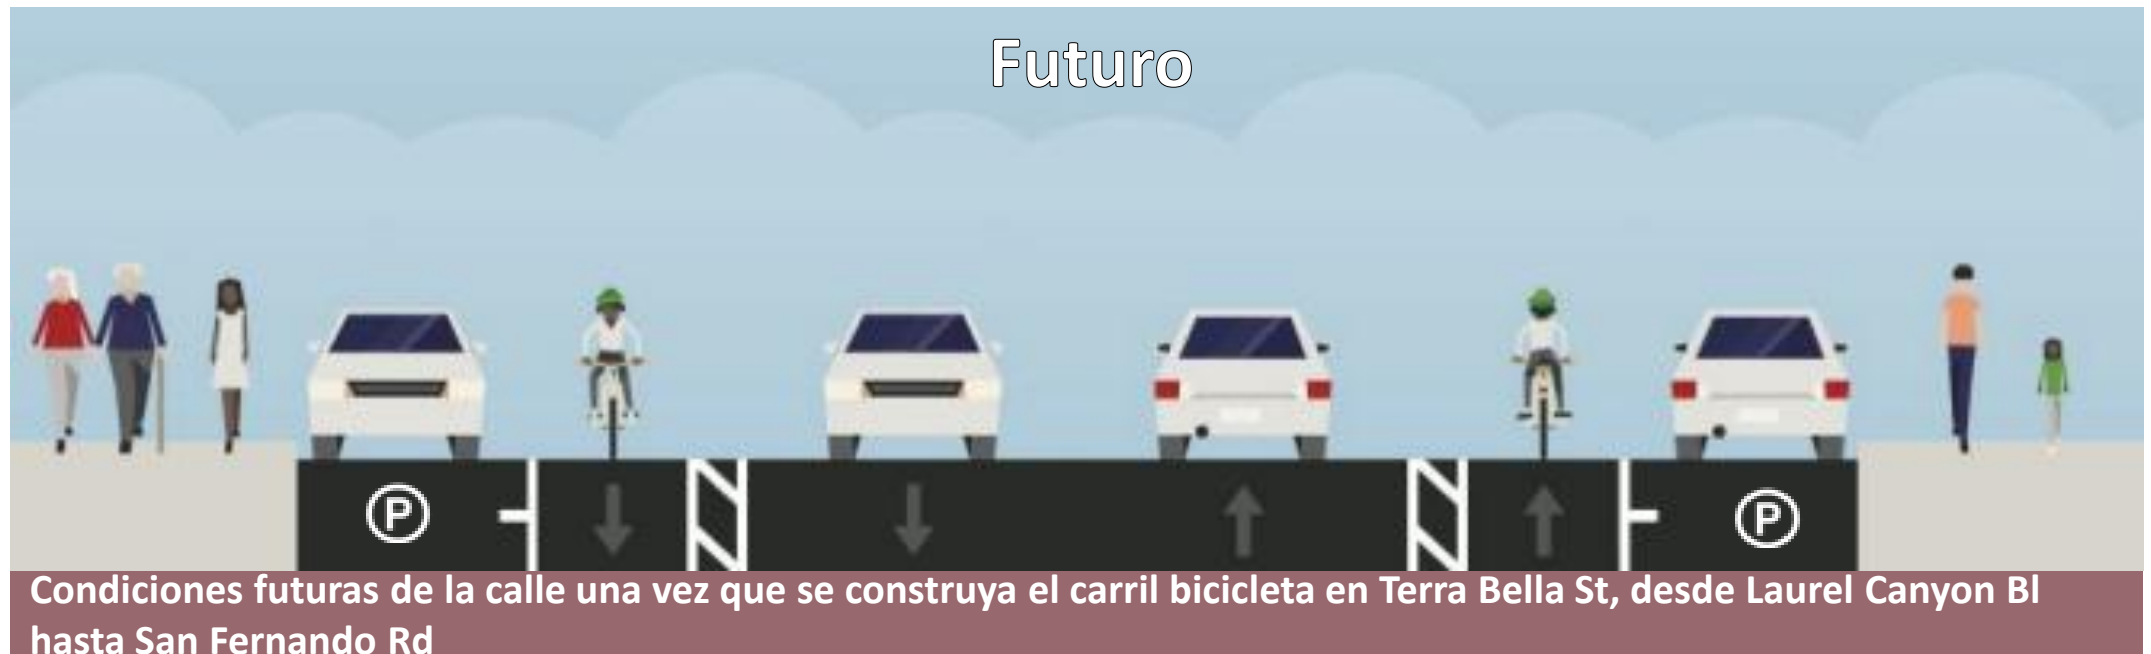 Futuro
P
P
Condiciones futuras de la calle una vez que se construya el carril bicicleta en Terra Bella St, desde Laurel Canyon Bl
hasta San Fernando Rd